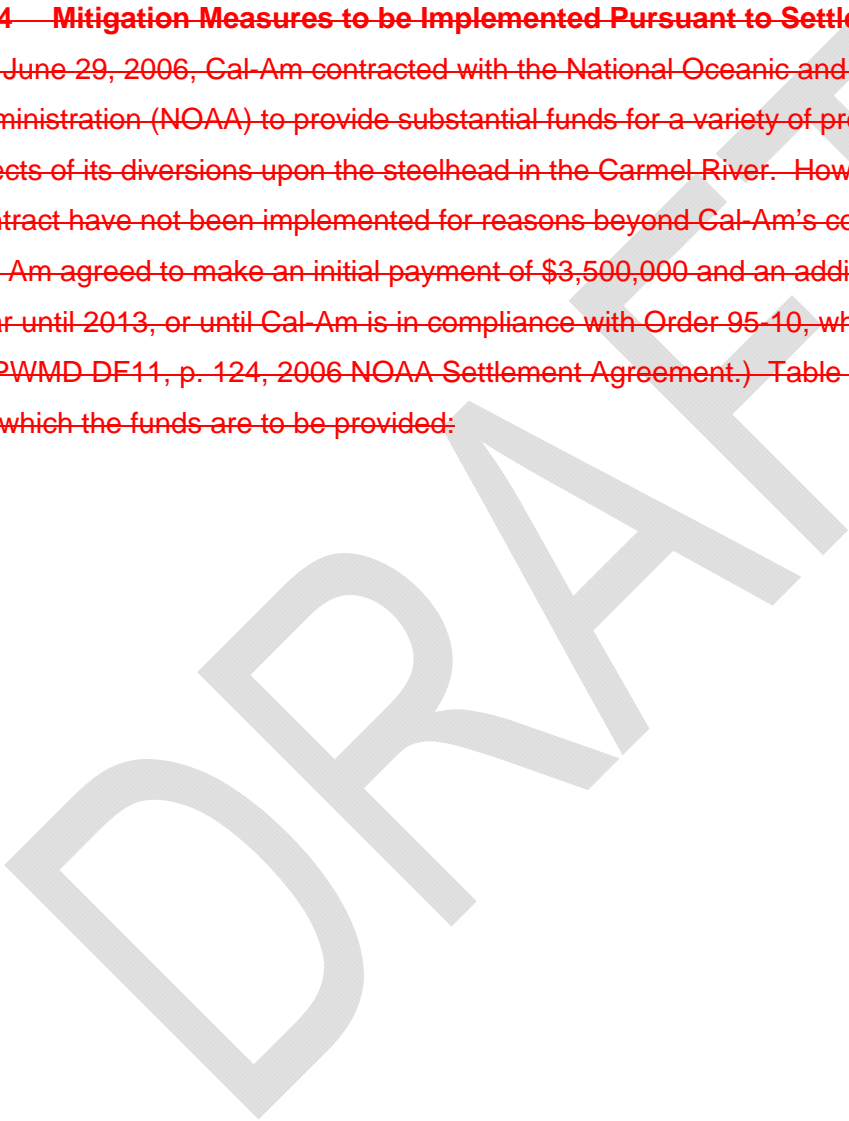 4 Mitigation Measures to be Implemented Pursuant to Settle
June 29, 2006, Cal-Am contracted with the National Oceanic and
ministration (NOAA) to provide substantial funds for a variety of pro
ects of its diversions upon the steelhead in the Carmel River. How
ntract have not been implemented for reasons beyond Cal-Am's co
Am agreed to make an initial payment of $3,500,000 and an addi
ar until 2013, or until Cal-Am is in compliance with Order 95-10, wh
PWMD DF11, p. 124, 2006 NOAA Settlement Agreement.) Table
which the funds are to be provided:
DRAFT